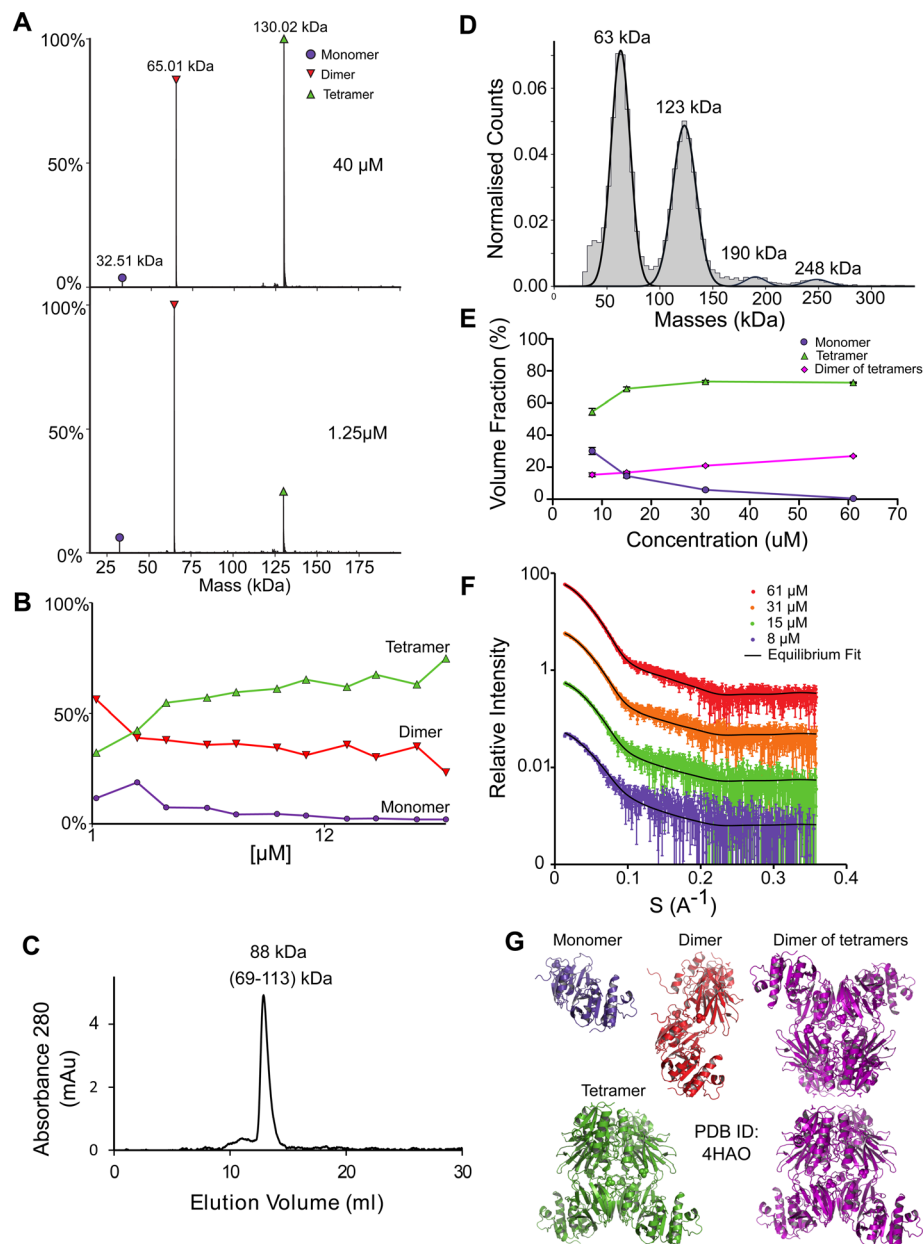 A
100%
130.02 kDa
65.01 kDa
Monomer
Dimer
Tetramer
50%
40 µM
32.51 kDa
0%
100%
50%
1.25µM
0%
25 50 75 100 125 150 175
Mass (kDa)
B
100%
Tetramer
50%
Dimer
Monomer
0%
1 12
[µM]
C
88 kDa
(69-113) kDa
Absorbance 280
(mAu)
4
2
0
0 10 20 30
Elution Volume (ml)
D
63 kDa
123 kDa
190 kDa
248 kDa
Normalised Counts
0.06
0.04
0.02
0.00
50 100 150 200 250 300
Masses (kDa)
E
Monomer
Tetramer
Dimer of tetramers
Volume Fraction (%)
100
80
60
40
20
0
0 10 20 30 40 50 60 70
Concentration (uM)
F
61 µM
31 µM
15 µM
8 µM
Equilibrium Fit
Relative Intensity
100
1
0.01
0
0 0.1 0.2 0.3 0.4
S (A-1)
G
Monomer
Dimer
Dimer of tetramers
Tetramer
PDB ID:
4HAO